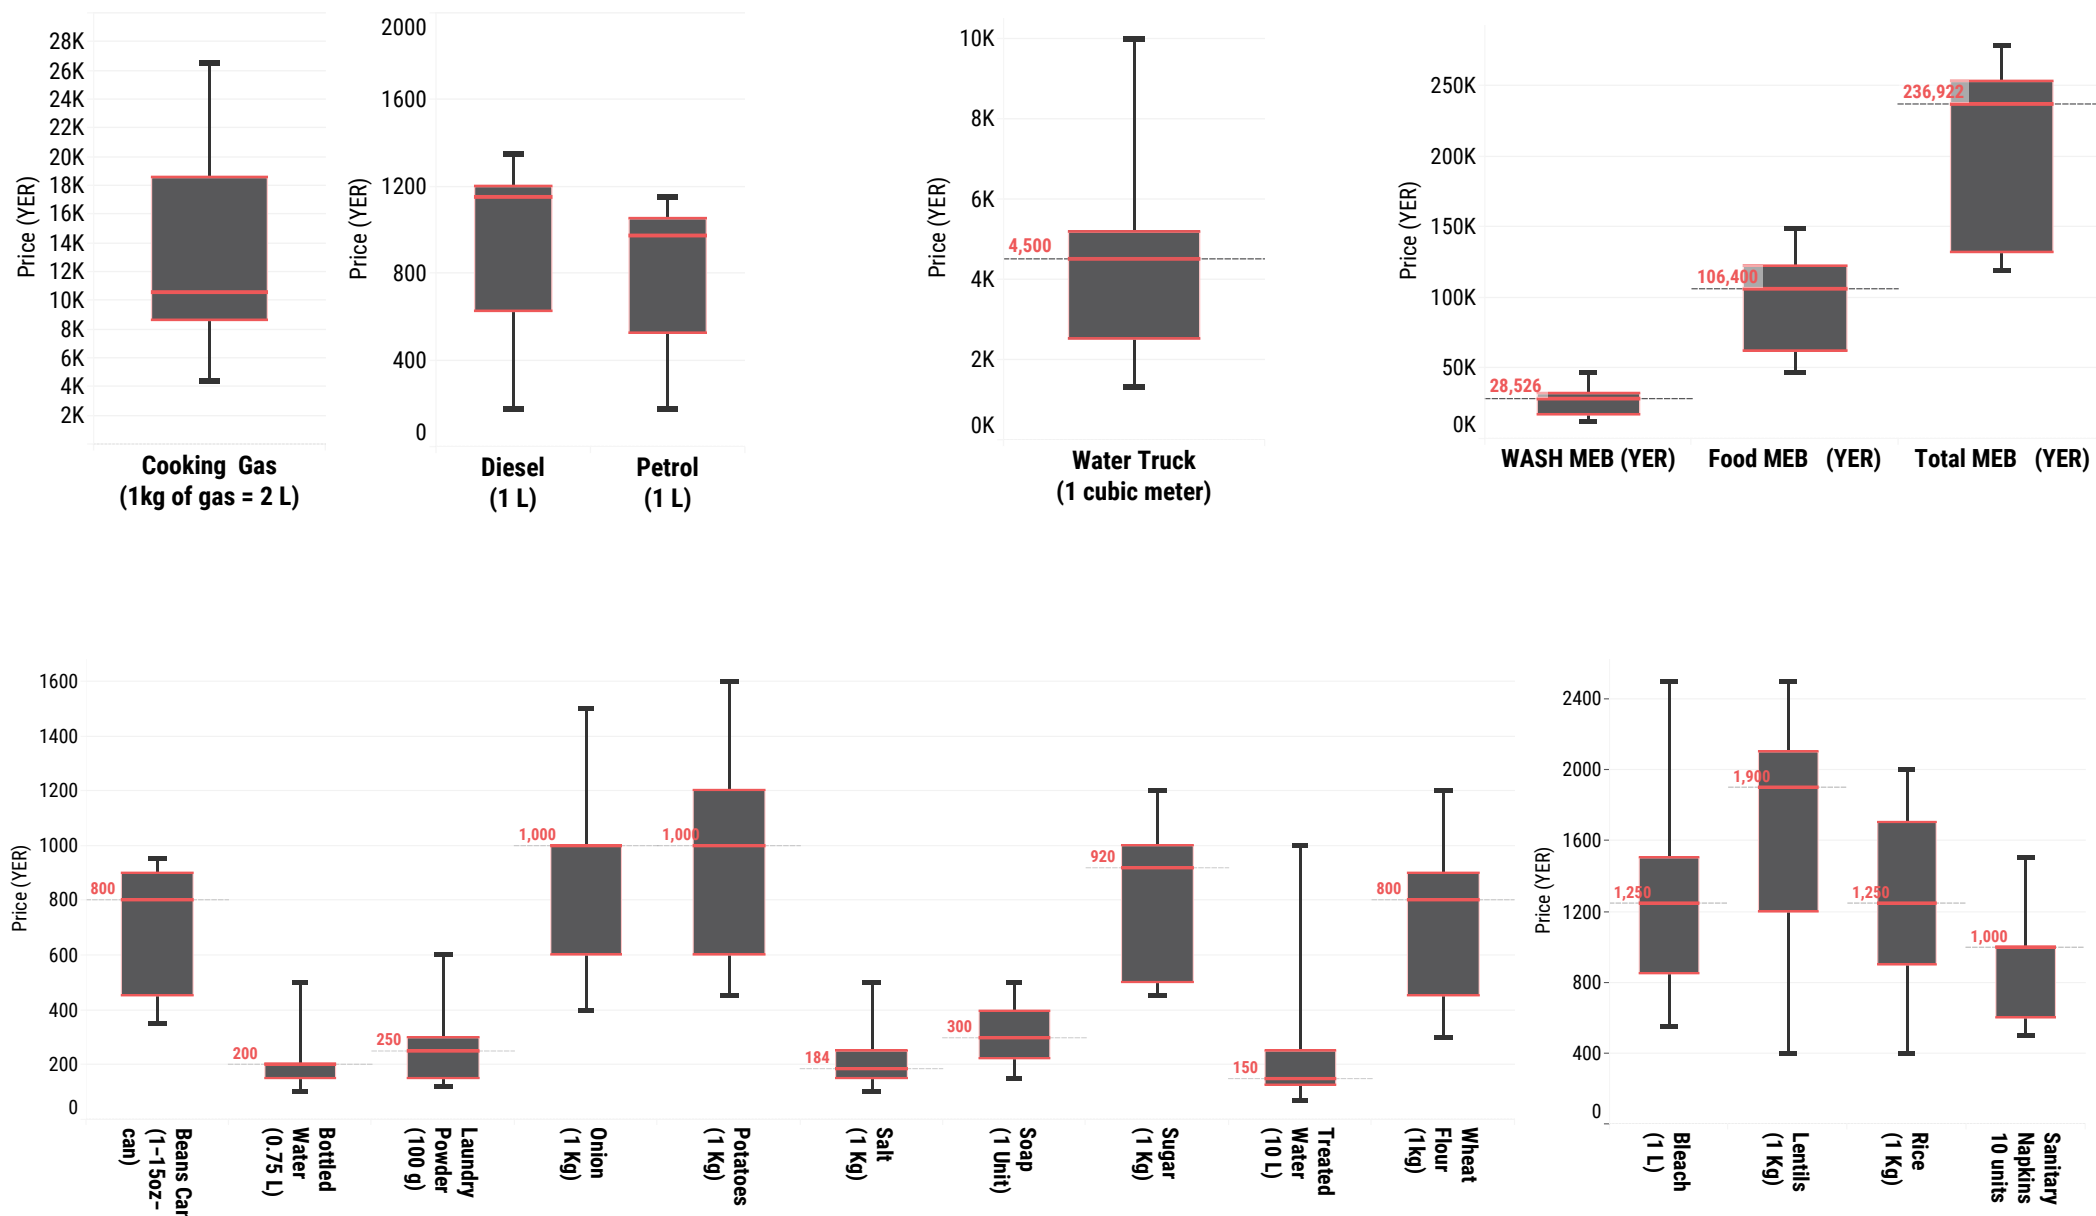 28K
26K
24K
22K
20K
18K
16K
14K
12K
10K
8K
6K
4K
2K
Price (YER)
Cooking Gas
(1kg of gas = 2 L)
2000
1600
1200
800
400
0
Price (YER)
Diesel
(1 L)
Petrol
(1 L)
10K
8K
6K
4K
2K
0K
Price (YER)
4,500
Water Truck
(1 cubic meter)
250K
200K
150K
100K
50K
0K
Price (YER)
28,526
106,400
236,922
WASH MEB (YER)
Food MEB (YER)
Total MEB (YER)
1600
1400
1200
1000
800
600
400
200
0
Price (YER)
800
200
250
1,000
1,000
184
300
920
150
800
Beans Can
(1–15oz-
can)
Bottled
Water
(0.75 L)
Laundry
Powder
(100 g)
Onion
(1 Kg)
Potatoes
(1 Kg)
Salt
(1 Kg)
Soap
(1 Unit)
Sugar
(1 Kg)
Treated
Water
(10 L)
Wheat
Flour
(1kg)
2400
2000
1600
1200
800
400
0
Price (YER)
1,250
1,900
1,250
1,000
Bleach
(1 L)
Lentils
(1 Kg)
Rice
(1 Kg)
Sanitary
Napkins
10 units